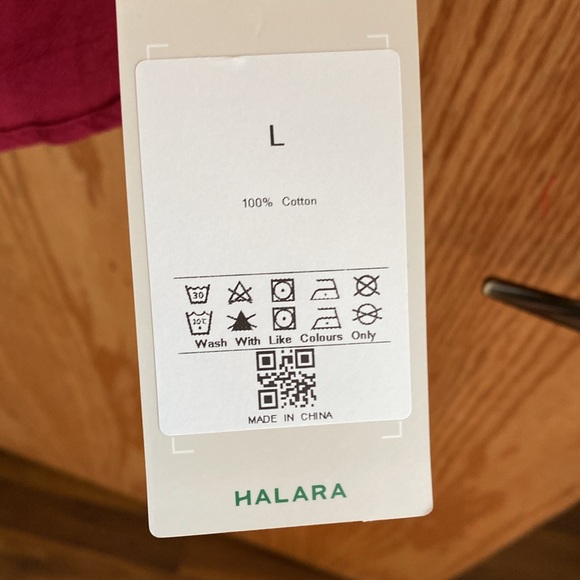 L
100% Cotton
30
30°C
Wash With Like Colours Only
MADE IN CHINA
HALARA